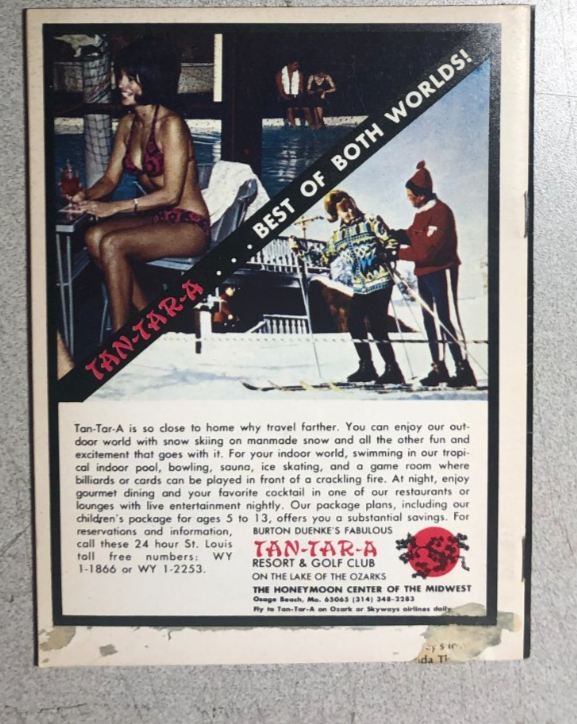 TAN-TAR-A . . . . BEST OF BOTH WORLDS!
Tan-Tar-A is so close to home why travel farther. You can enjoy our out-
door world with snow skiing on manmade snow and all the other fun and
excitement that goes with it. For your indoor world, swimming in our tropi-
cal indoor pool, bowling, sauna, ice skating, and a game room where
billiards or cards can be played in front of a crackling fire. At night, enjoy
gourmet dining and your favorite cocktail in one of our restaurants or
lounges with live entertainment nightly. Our package plans, including our
children's package for ages 5 to 13, offers you a substantial savings. For
reservations and information,
call these 24 hour St. Louis
toll free numbers: WY
1-1866 or WY 1-2253.
BURTON DUENKE'S FABULOUS
TAN-TAR-A
RESORT & GOLF CLUB
ON THE LAKE OF THE OZARKS
THE HONEYMOON CENTER OF THE MIDWEST
Osage Beach, Mo. 65065 (314) 348-2283
Fly to Tan-Tar-A on Ozark or Skyways airlines daily